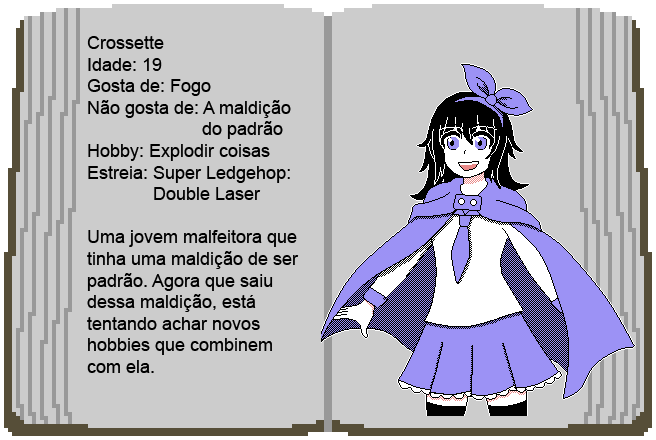 Crossette
Idade: 19
Gosta de: Fogo
Não gosta de: A maldição
do padrão
Hobby: Explodir coisas
Estreia: Super Ledgehop:
Double Laser
Uma jovem malfeitora que
tinha uma maldição de ser
padrão. Agora que saiu
dessa maldição, está
tentando achar novos
hobbies que combinem
com ela.